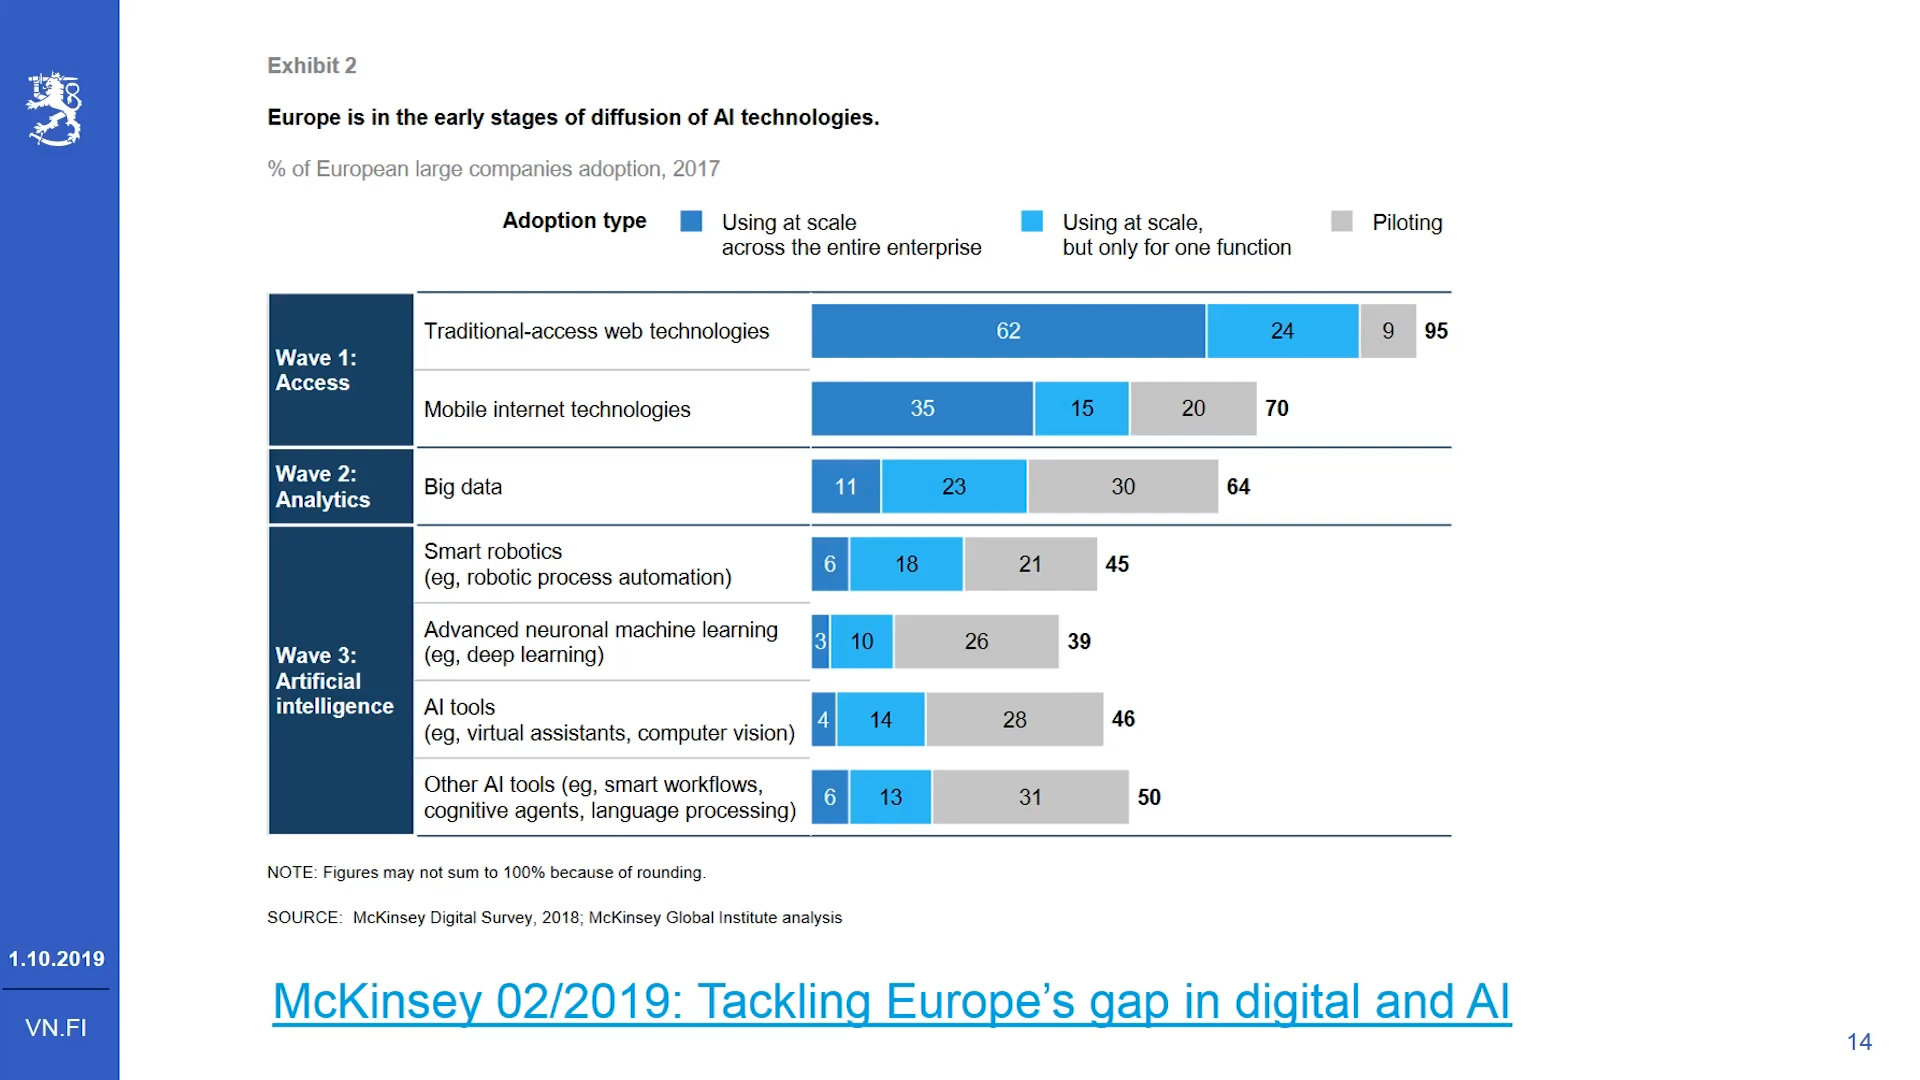 Exhibit 2
Europe is in the early stages of diffusion of AI technologies.
% of European large companies adoption, 2017
Adoption type
Using at scale
across the entire enterprise
Using at scale,
but only for one function
Piloting
Wave 1:
Access
Traditional-access web technologies
62 24 9 95
Mobile internet technologies
35 15 20 70
Wave 2:
Analytics
Big data
11 23 30 64
Wave 3:
Artificial
intelligence
Smart robotics
(eg, robotic process automation)
6 18 21 45
Advanced neuronal machine learning
(eg, deep learning)
3 10 26 39
AI tools
(eg, virtual assistants, computer vision)
4 14 28 46
Other AI tools (eg, smart workflows,
cognitive agents, language processing)
6 13 31 50
NOTE: Figures may not sum to 100% because of rounding.
SOURCE: McKinsey Digital Survey, 2018; McKinsey Global Institute analysis
McKinsey 02/2019: Tackling Europe’s gap in digital and AI
1.10.2019
VN.FI
14